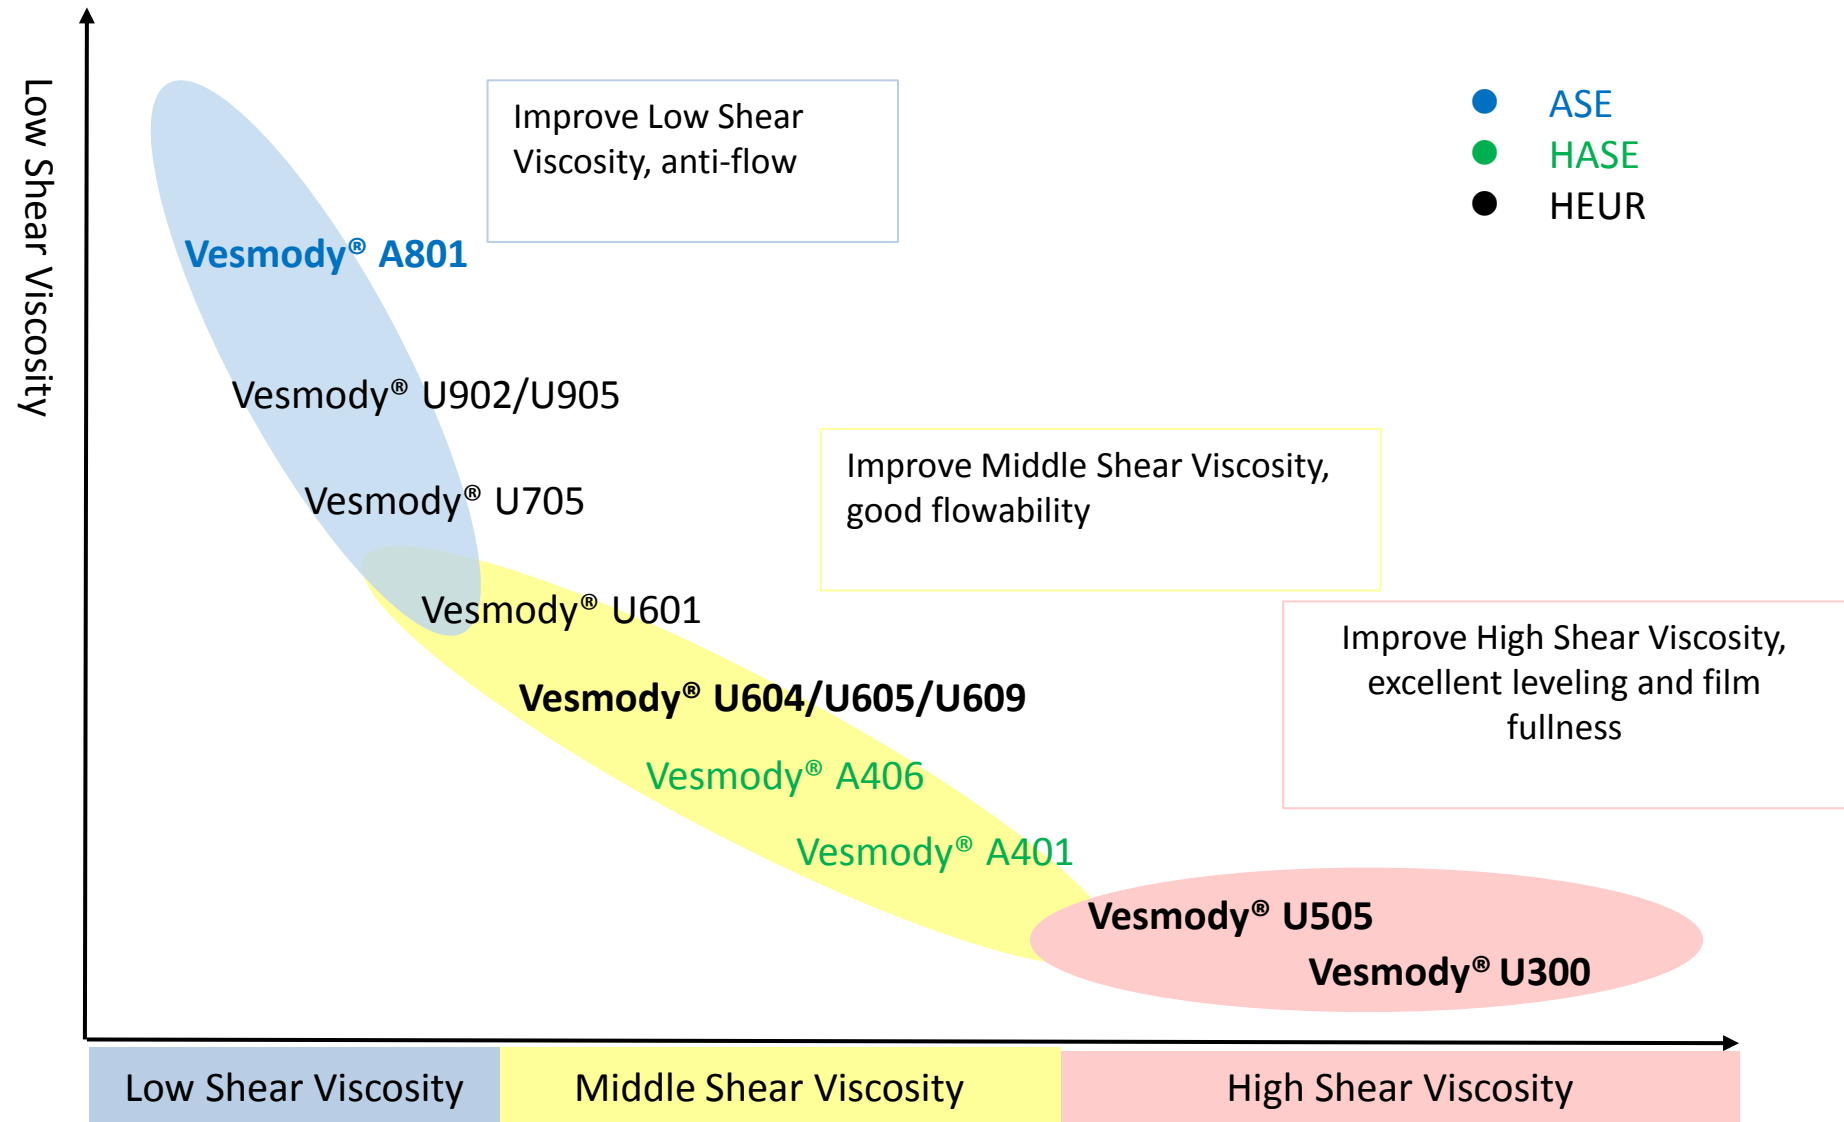 Low Shear Viscosity
Improve Low Shear
Viscosity, anti-flow
ASE
HASE
HEUR
Vesmody® A801
Vesmody® U902/U905
Vesmody® U705
Improve Middle Shear Viscosity,
good flowability
Vesmody® U601
Improve High Shear Viscosity,
excellent leveling and film
fullness
Vesmody® U604/U605/U609
Vesmody® A406
Vesmody® A401
Vesmody® U505
Vesmody® U300
Low Shear Viscosity
Middle Shear Viscosity
High Shear Viscosity